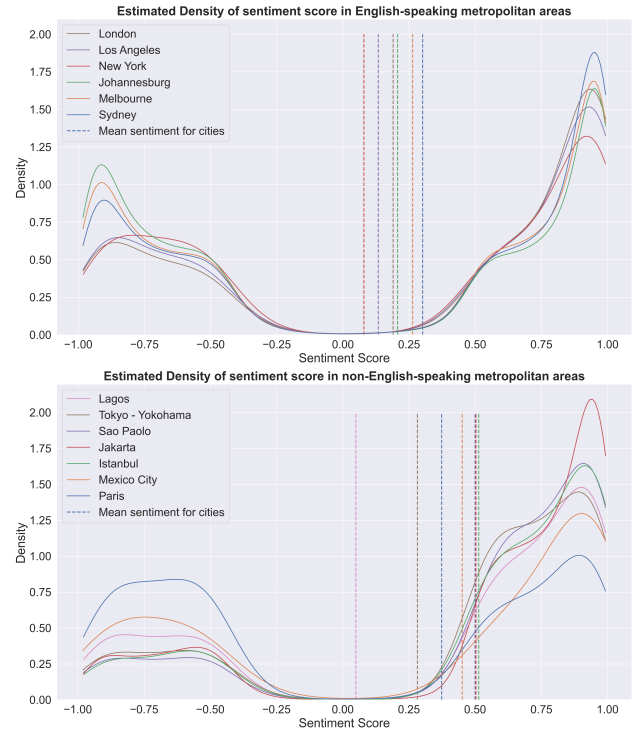 Estimated Density of sentiment score in English-speaking metropolitan areas
2.00
1.75
1.50
1.25
1.00
0.75
0.50
0.25
0.00
Density
London
Los Angeles
New York
Johannesburg
Melbourne
Sydney
Mean sentiment for cities
−1.00 −0.75 −0.50 −0.25 0.00 0.25 0.50 0.75 1.00
Sentiment Score
Estimated Density of sentiment score in non-English-speaking metropolitan areas
2.00
1.75
1.50
1.25
1.00
0.75
0.50
0.25
0.00
Density
Lagos
Tokyo - Yokohama
Sao Paolo
Jakarta
Istanbul
Mexico City
Paris
Mean sentiment for cities
−1.00 −0.75 −0.50 −0.25 0.00 0.25 0.50 0.75 1.00
Sentiment Score